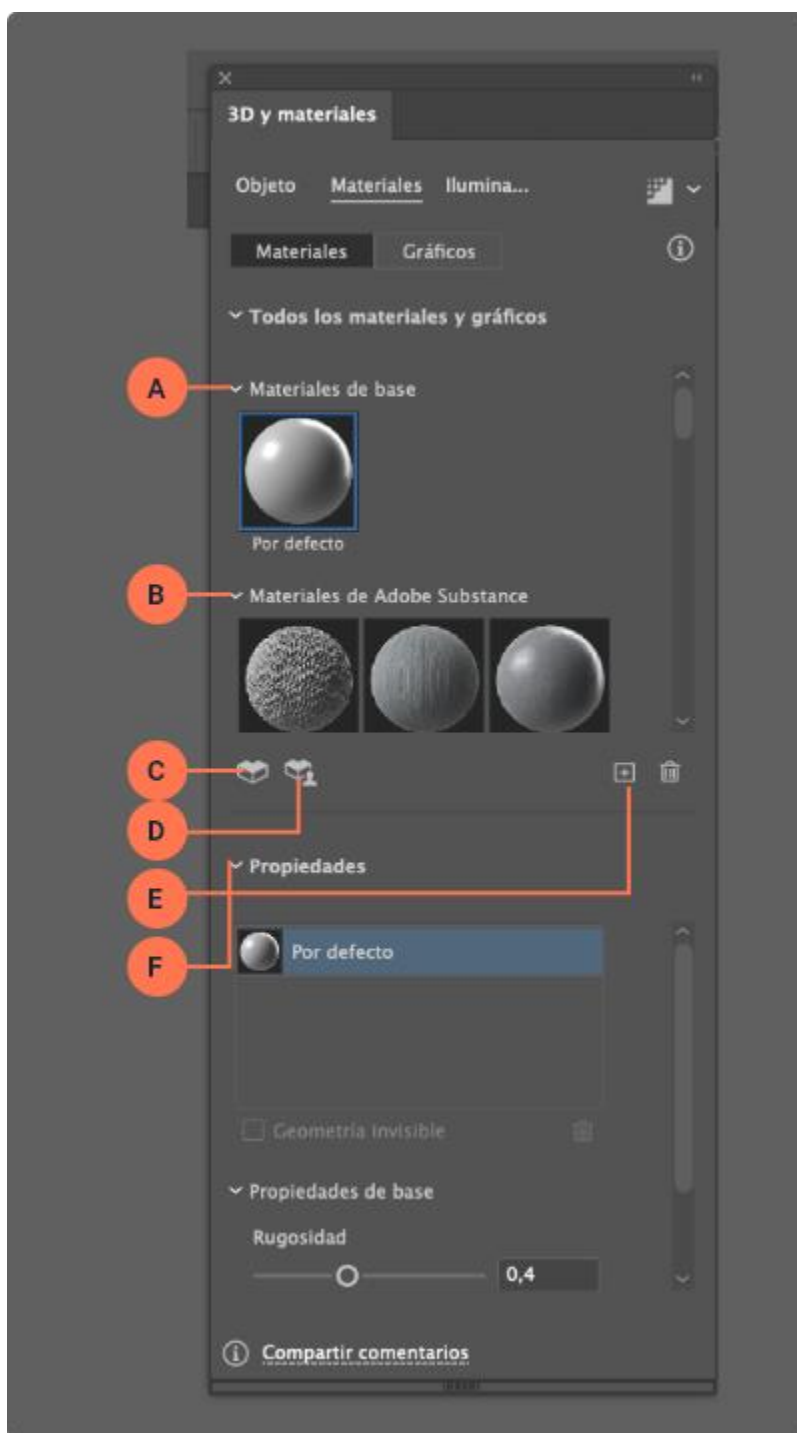 3D y materiales
Objeto Materiales Ilumina...
Materiales Gráficos
Todos los materiales y gráficos
A
Materiales de base
Por defecto
B
Materiales de Adobe Substance
C
D
E
F
Propiedades
Por defecto
Geometría Invisible
Propiedades de base
Rugosidad
0,4
Compartir comentarios